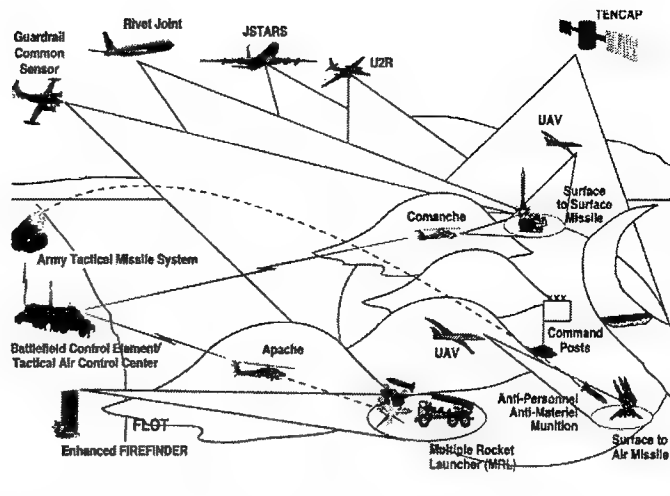 Guardrail
Common
Sensor
Rivet Joint
JSTARS
U2R
TENCAP
UAV
Surface
to Surface
Missile
Comanche
Army Tactical Missile System
Battlefield Control Element/
Tactical Air Control Center
Apache
UAV
XXX
Command
Posts
Anti-Personnel
Anti-Materiel
Munition
FLOT
Enhanced FIREFINDER
Multiple Rocket
Launcher (MRL)
Surface to
Air Missile